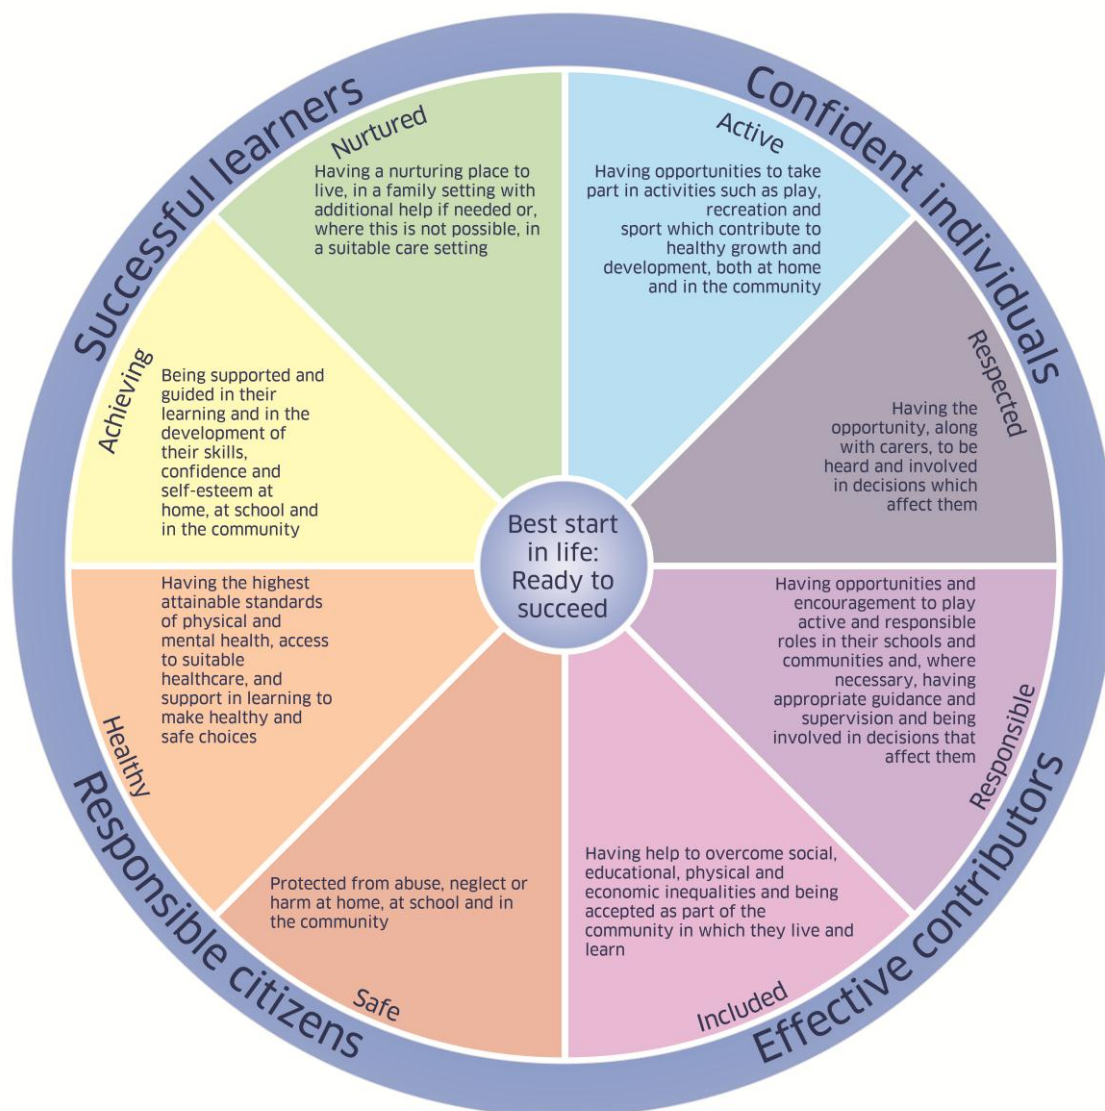 Successful learners
Confident individuals
Nurtured
Having a nurturing place to
live, in a family setting with
additional help if needed or,
where this is not possible, in
a suitable care setting
Active
Having opportunities to take
part in activities such as play,
recreation and
sport which contribute to
healthy growth and
development, both at home
and in the community
Achieving
Being supported and
guided in their
learning and in the
development of
their skills,
confidence and
self-esteem at
home, at school and
in the community
Respected
Having the
opportunity, along
with carers, to be
heard and involved
in decisions which
affect them
Best start
in life:
Ready to
succeed
Healthy
Having the highest
attainable standards
of physical and
mental health, access
to suitable
healthcare, and
support in learning to
make healthy and
safe choices
Responsible
Having opportunities and
encouragement to play
active and responsible
roles in their schools and
communities and, where
necessary, having
appropriate guidance and
supervision and being
involved in decisions that
affect them
Safe
Protected from abuse, neglect or
harm at home, at school and in
the community
Included
Having help to overcome social,
educational, physical and
economic inequalities and being
accepted as part of the
community in which they live and
learn
Responsible citizens
Effective contributors